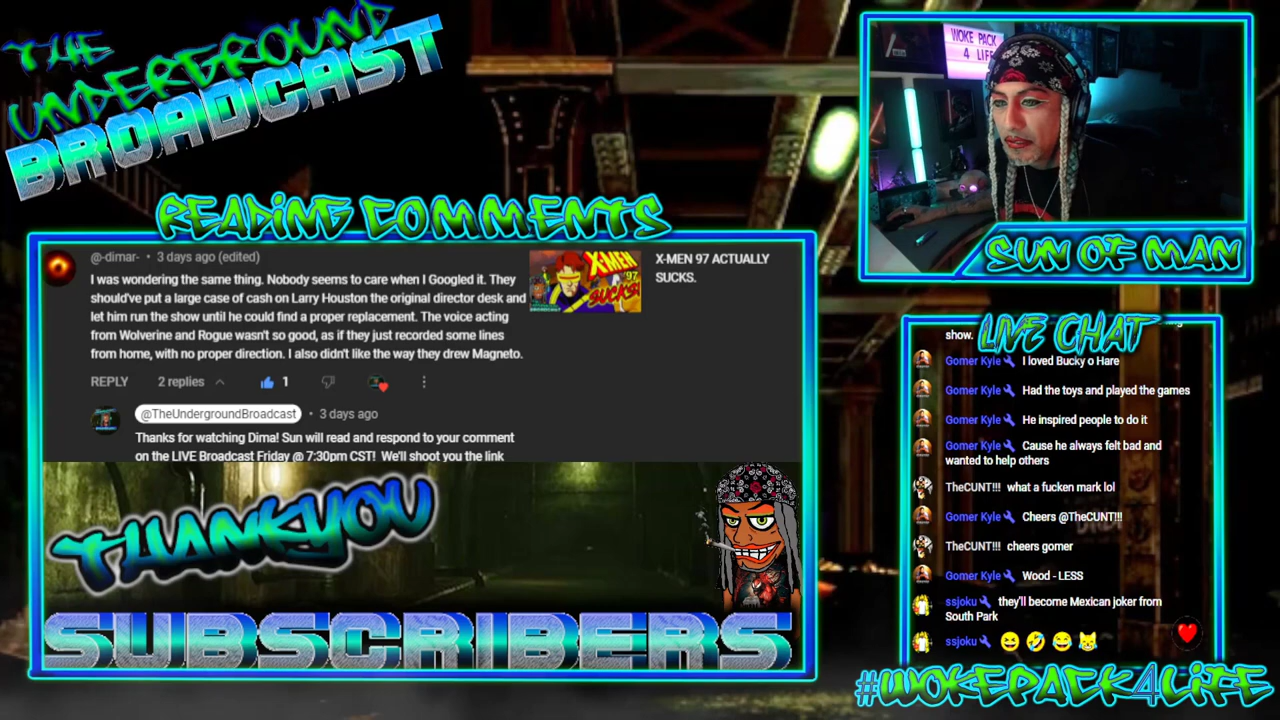 THE
UNDERGROUND
BROADCAST
READING COMMENTS
@-dimar- • 3 days ago (edited)
I was wondering the same thing. Nobody seems to care when I Googled it. They
should've put a large case of cash on Larry Houston the original director desk and
let him run the show until he could find a proper replacement. The voice acting
from Wolverine and Rogue wasn't so good, as if they just recorded some lines
from home, with no proper direction. I also didn't like the way they drew Magneto.
REPLY 2 replies 1
@TheUndergroundBroadcast • 3 days ago
Thanks for watching Dima! Sun will read and respond to your comment
on the LIVE Broadcast Friday @ 7:30pm CST! We'll shoot you the link
X-MEN
'97
SUCKS!
X-MEN 97 ACTUALLY
SUCKS.
THANKYOU
SUBSCRIBERS
WOKE PACK
4 LIFE
SUN OF MAN
LIVE CHAT
show.
Gomer Kyle I loved Bucky o Hare
Gomer Kyle Had the toys and played the games
Gomer Kyle He inspired people to do it
Gomer Kyle Cause he always felt bad and
wanted to help others
TheCUNT!!! what a fucken mark lol
Gomer Kyle Cheers @TheCUNT!!!
TheCUNT!!! cheers gomer
Gomer Kyle Wood - LESS
ssjoku they'll become Mexican joker from
South Park
ssjoku 😆 🤣 😂 😹
#WOKEPACK4LIFE